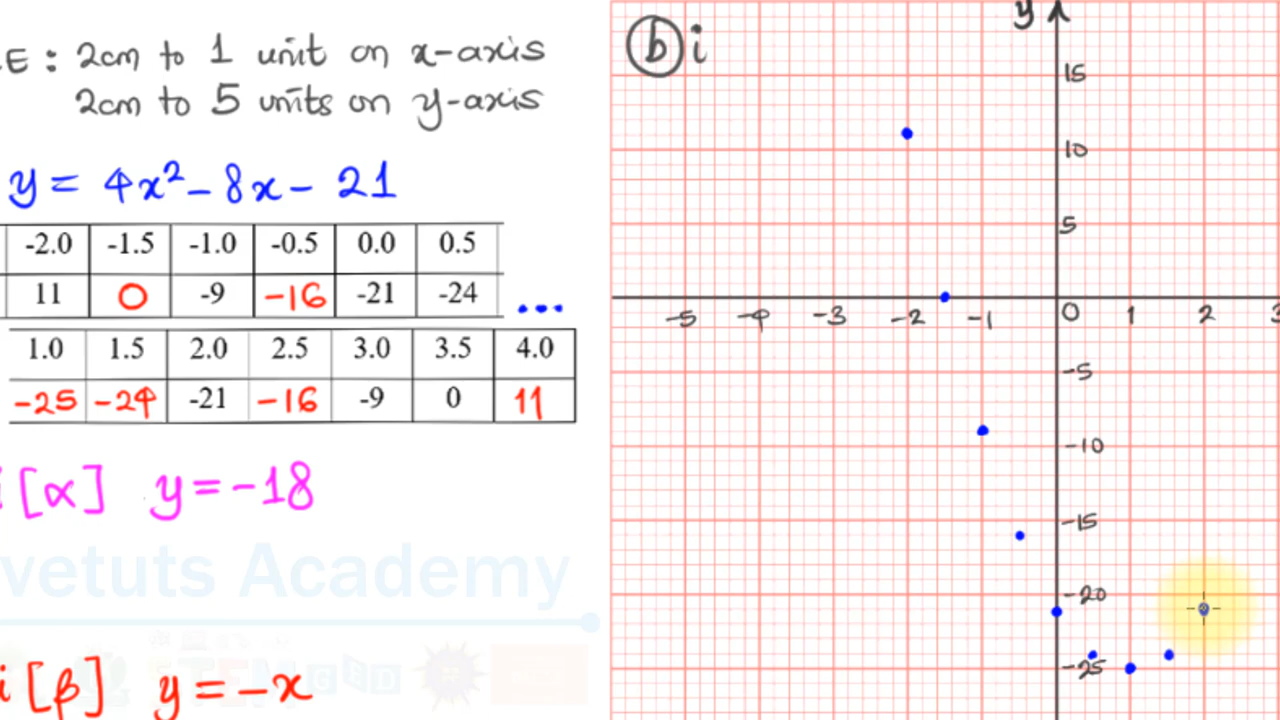 E : 2cm to 1 unit on x-axis
2cm to 5 units on y-axis
y = 4x² - 8x - 21
-2.0 -1.5 -1.0 -0.5 0.0 0.5
11 0 -9 -16 -21 -24 ...
1.0 1.5 2.0 2.5 3.0 3.5 4.0
-25 -24 -21 -16 -9 0 11
i [α] y = -18
vetuts Academy
i [β] y = -x
b i
y
15
10
5
-5 -4 -3 -2 -1 0 1 2 3
-5
-10
-15
-20
-25